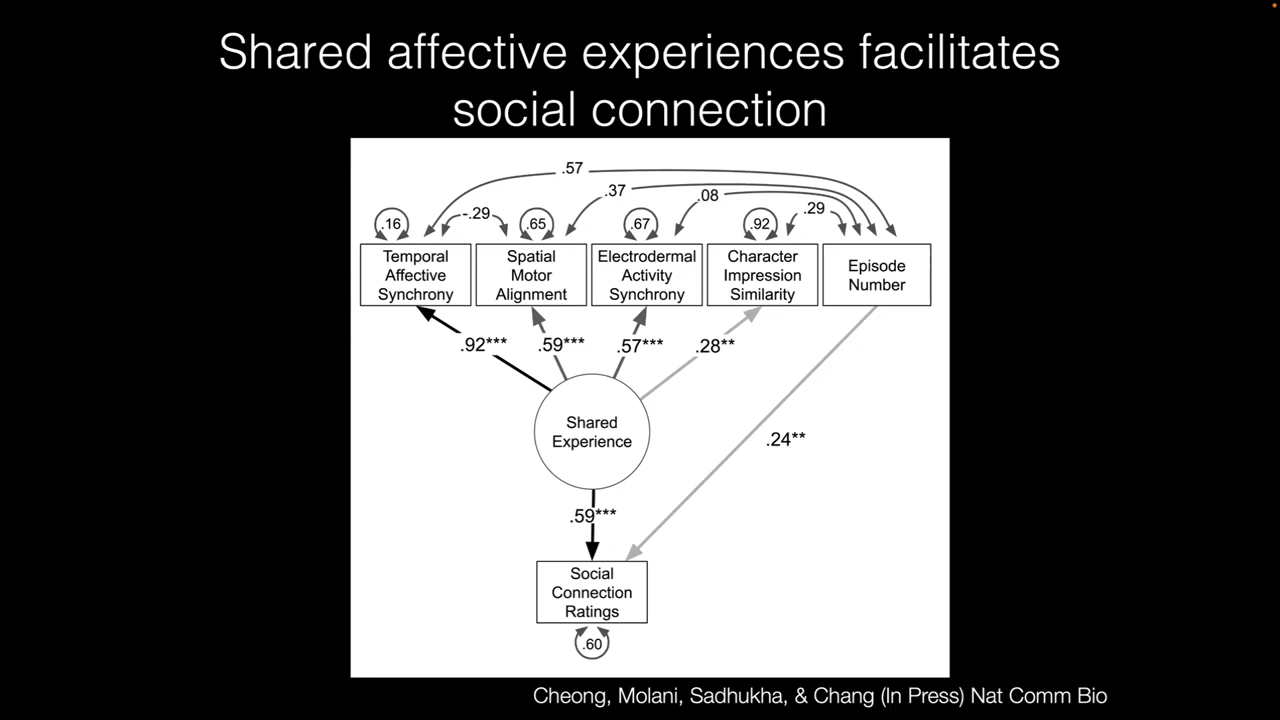 Shared affective experiences facilitates
social connection
.57
.37
.08
-.29
.29
.16
.65
.67
.92
Temporal
Affective
Synchrony
Spatial
Motor
Alignment
Electrodermal
Activity
Synchrony
Character
Impression
Similarity
Episode
Number
.92***
.59***
.57***
.28**
Shared
Experience
.24**
.59***
Social
Connection
Ratings
.60
Cheong, Molani, Sadhukha, & Chang (In Press) Nat Comm Bio